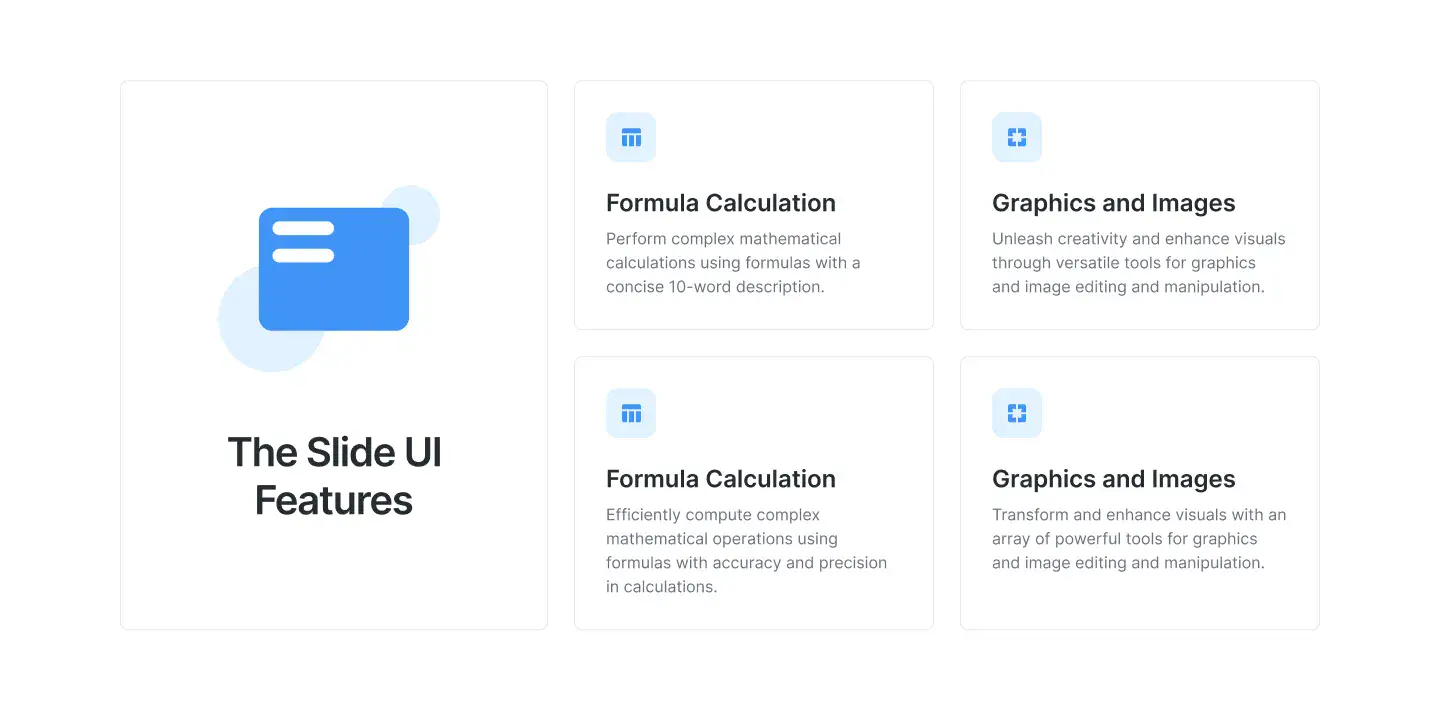 The Slide UI
Features
Formula Calculation
Perform complex mathematical
calculations using formulas with a
concise 10-word description.
Graphics and Images
Unleash creativity and enhance visuals
through versatile tools for graphics
and image editing and manipulation.
Formula Calculation
Efficiently compute complex
mathematical operations using
formulas with accuracy and precision
in calculations.
Graphics and Images
Transform and enhance visuals with an
array of powerful tools for graphics
and image editing and manipulation.